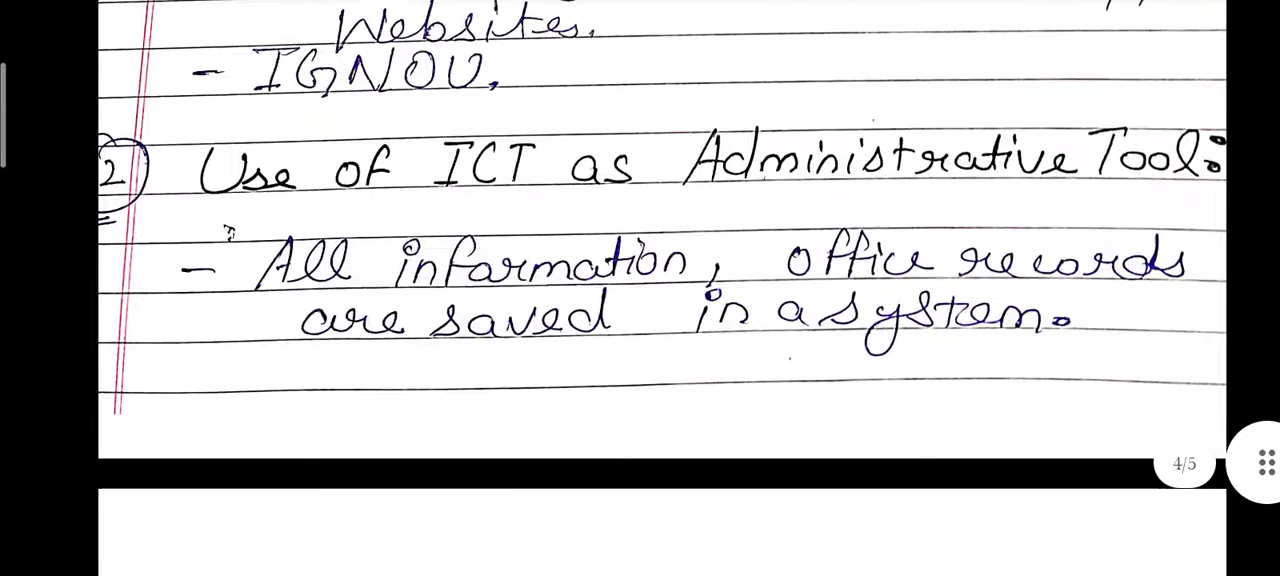 Websites.
- IGNOU.
2) Use of ICT as Administrative Tool:
- All information, office records
are saved in a system.
4/5